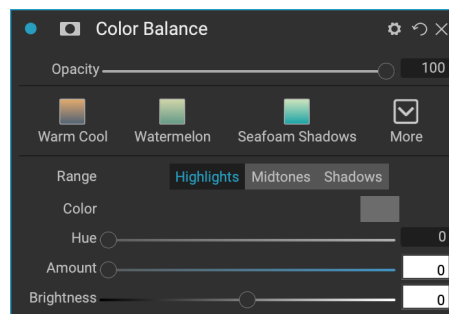 Color Balance
Opacity 100
Warm Cool Watermelon Seafoam Shadows More
Range Highlights Midtones Shadows
Color
Hue 0
Amount 0
Brightness 0